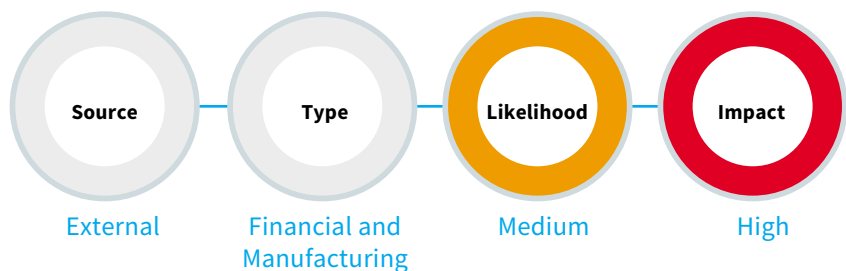 Source
Type
Likelihood
Impact
External
Financial and
Manufacturing
Medium
High